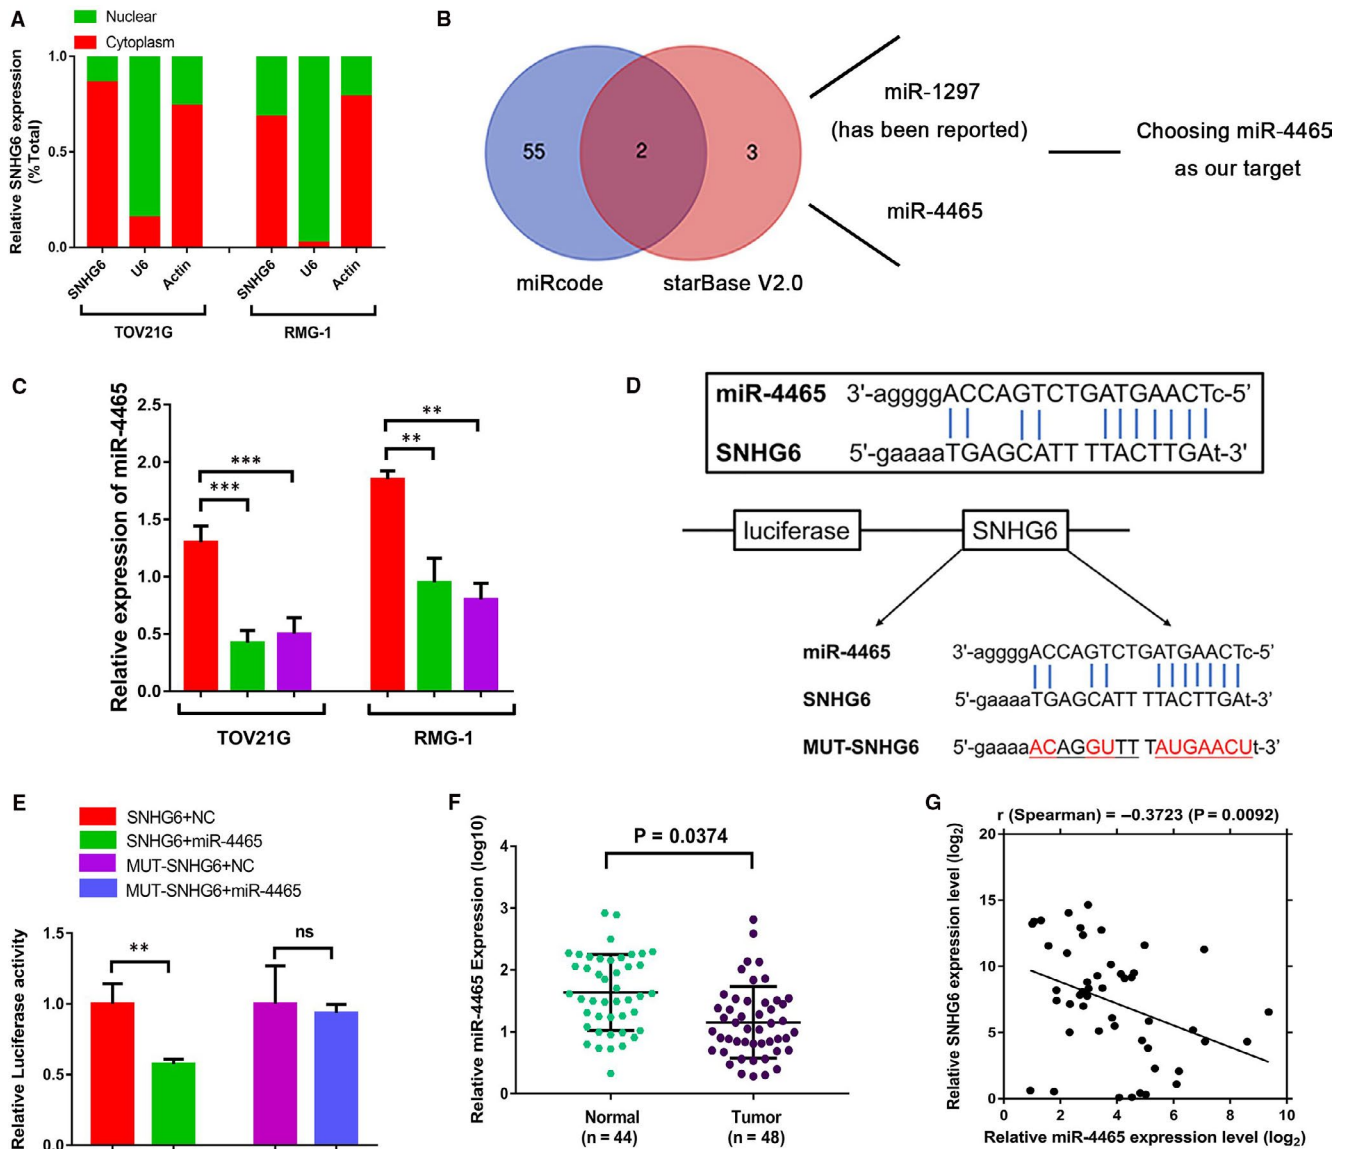 A
Nuclear
Cytoplasm
Relative SNHG6 expression
(% Total)
1.0
0.5
0.0
SNHG6
U6
Actin
SNHG6
U6
Actin
TOV21G
RMG-1
B
55
2
3
miRcode
starBase V2.0
miR-1297
(has been reported)
miR-4465
Choosing miR-4465
as our target
C
Relative expression of miR-4465
2.5
2.0
1.5
1.0
0.5
0.0
***
***
**
**
TOV21G
RMG-1
D
miR-4465 3'-aggggACCAGTCTGATGAACTc-5'
SNHG6 5'-gaaaaTGAGCATT TTACTTGAt-3'
luciferase
SNHG6
miR-4465 3'-aggggACCAGTCTGATGAACTc-5'
SNHG6 5'-gaaaaTGAGCATT TTACTTGAt-3'
MUT-SNHG6 5'-gaaaaACAGGUTT TAUGAACUt-3'
E
SNHG6+NC
SNHG6+miR-4465
MUT-SNHG6+NC
MUT-SNHG6+miR-4465
Relative Luciferase activity
1.5
1.0
0.5
0.0
**
ns
F
Relative miR-4465 Expression (log10)
P = 0.0374
4
3
2
1
0
Normal
(n = 44)
Tumor
(n = 48)
G
r (Spearman) = –0.3723 (P = 0.0092)
Relative SNHG6 expression level (log2)
20
15
10
5
0
0 2 4 6 8 10
Relative miR-4465 expression level (log2)